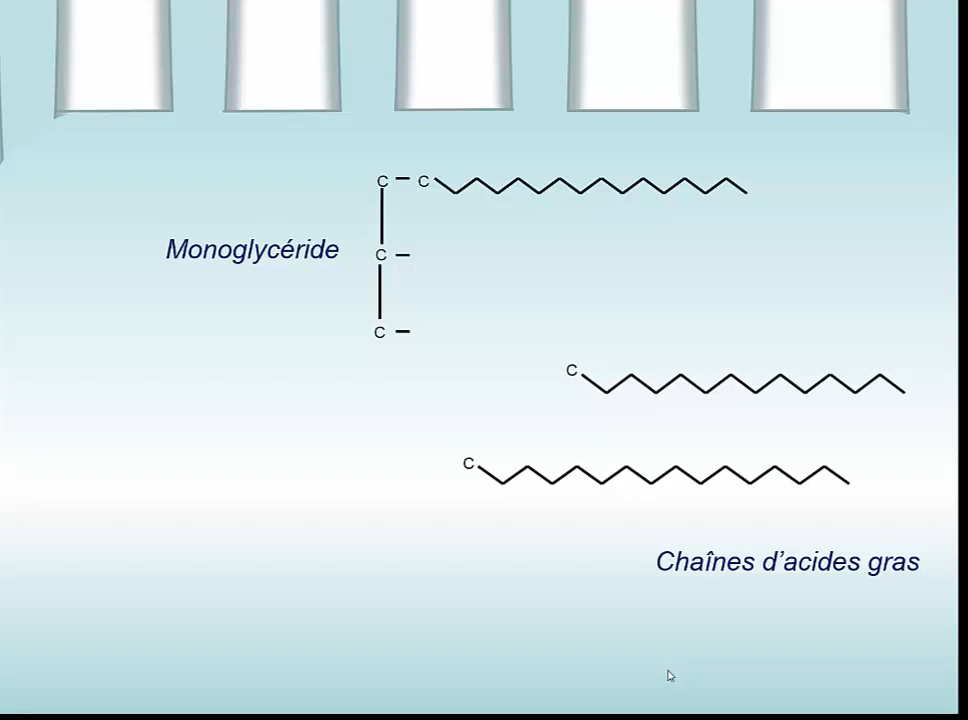 C – C
Monoglycéride
C –
C –
C
C
Chaînes d’acides gras